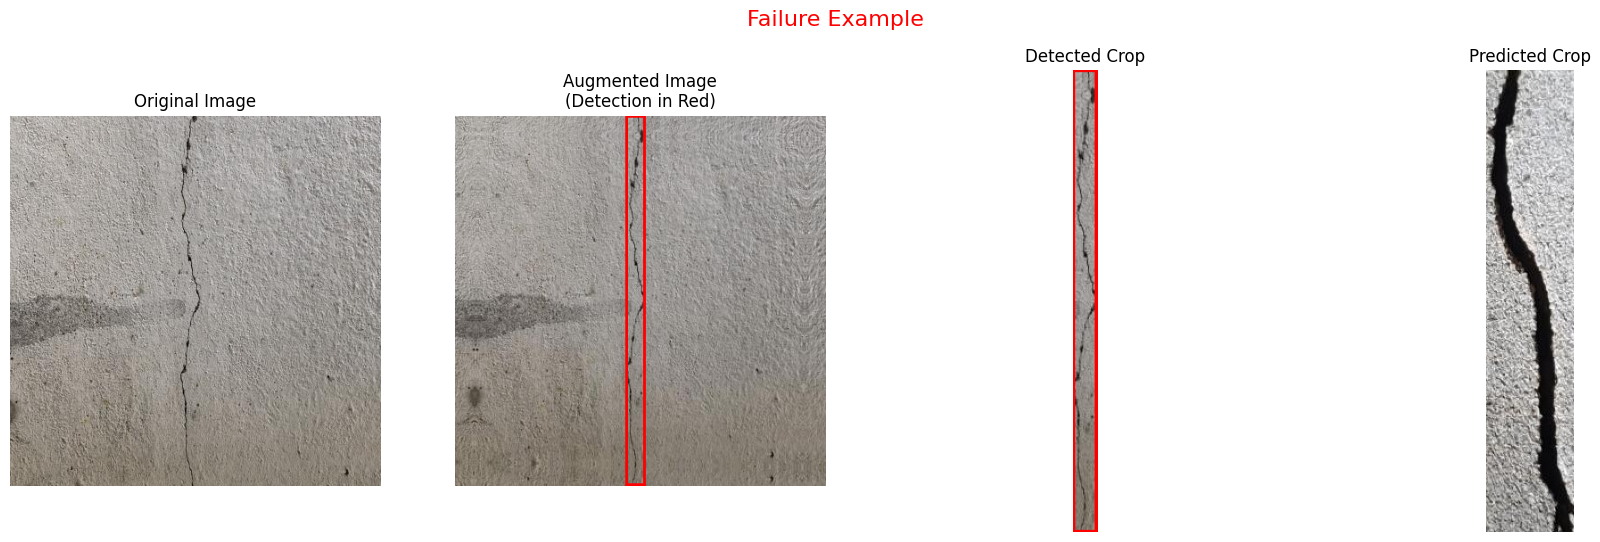 Failure Example
Original Image
Augmented Image
(Detection in Red)
Detected Crop
Predicted Crop